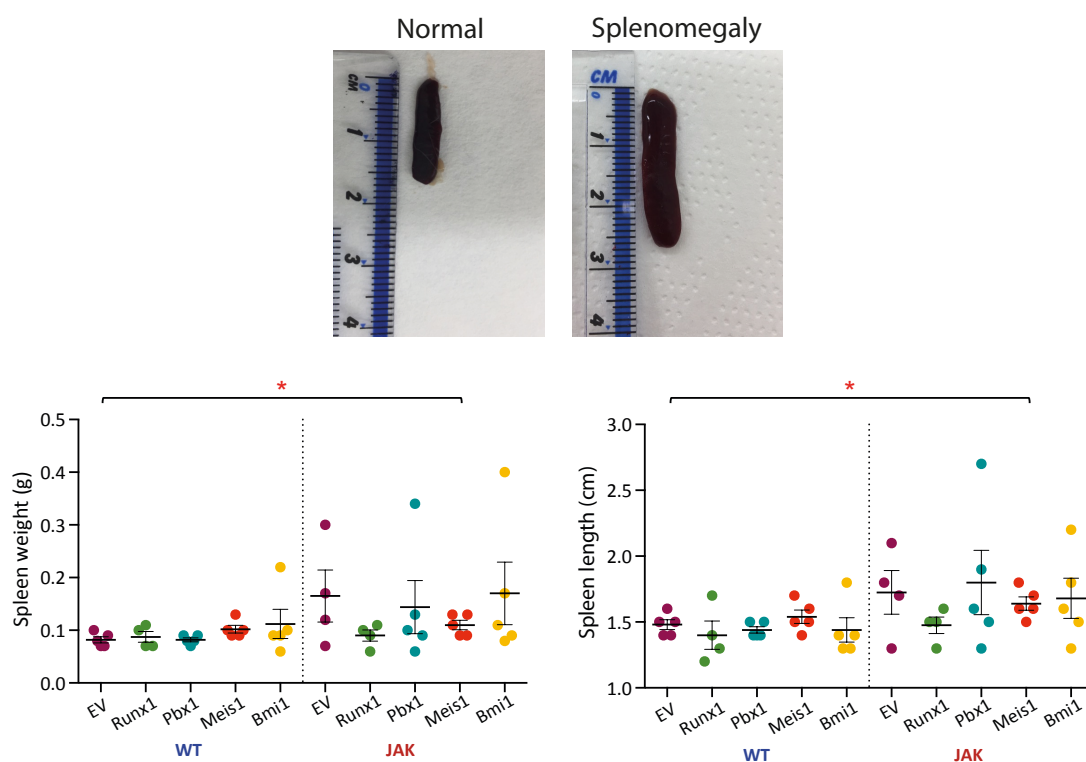 Normal
Splenomegaly
CM
0
1
2
3
4
CM
0
1
2
3
4
*
Spleen weight (g)
0.5
0.4
0.3
0.2
0.1
0.0
EV
Runx1
Pbx1
Meis1
Bmi1
EV
Runx1
Pbx1
Meis1
Bmi1
WT
JAK
*
Spleen length (cm)
3.0
2.5
2.0
1.5
1.0
EV
Runx1
Pbx1
Meis1
Bmi1
EV
Runx1
Pbx1
Meis1
Bmi1
WT
JAK